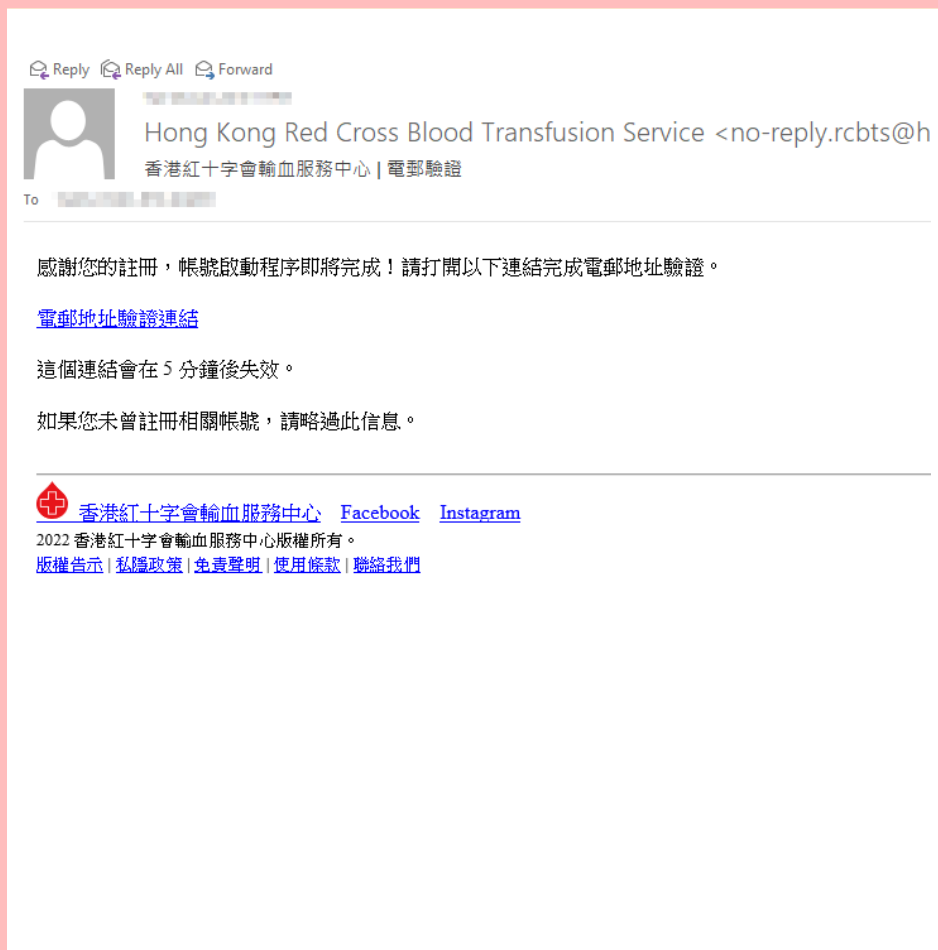 Reply Reply All Forward
Hong Kong Red Cross Blood Transfusion Service <no-reply.rcbts@h
香港紅十字會輸血服務中心 | 電郵驗證
To
感謝您的註冊，帳號啟動程序即將完成！請打開以下連結完成電郵地址驗證。
電郵地址驗證連結
這個連結會在 5 分鐘後失效。
如果您未曾註冊相關帳號，請略過此信息。
香港紅十字會輸血服務中心 Facebook Instagram
2022 香港紅十字會輸血服務中心版權所有。
版權告示 | 私隱政策 | 免責聲明 | 使用條款 | 聯絡我們